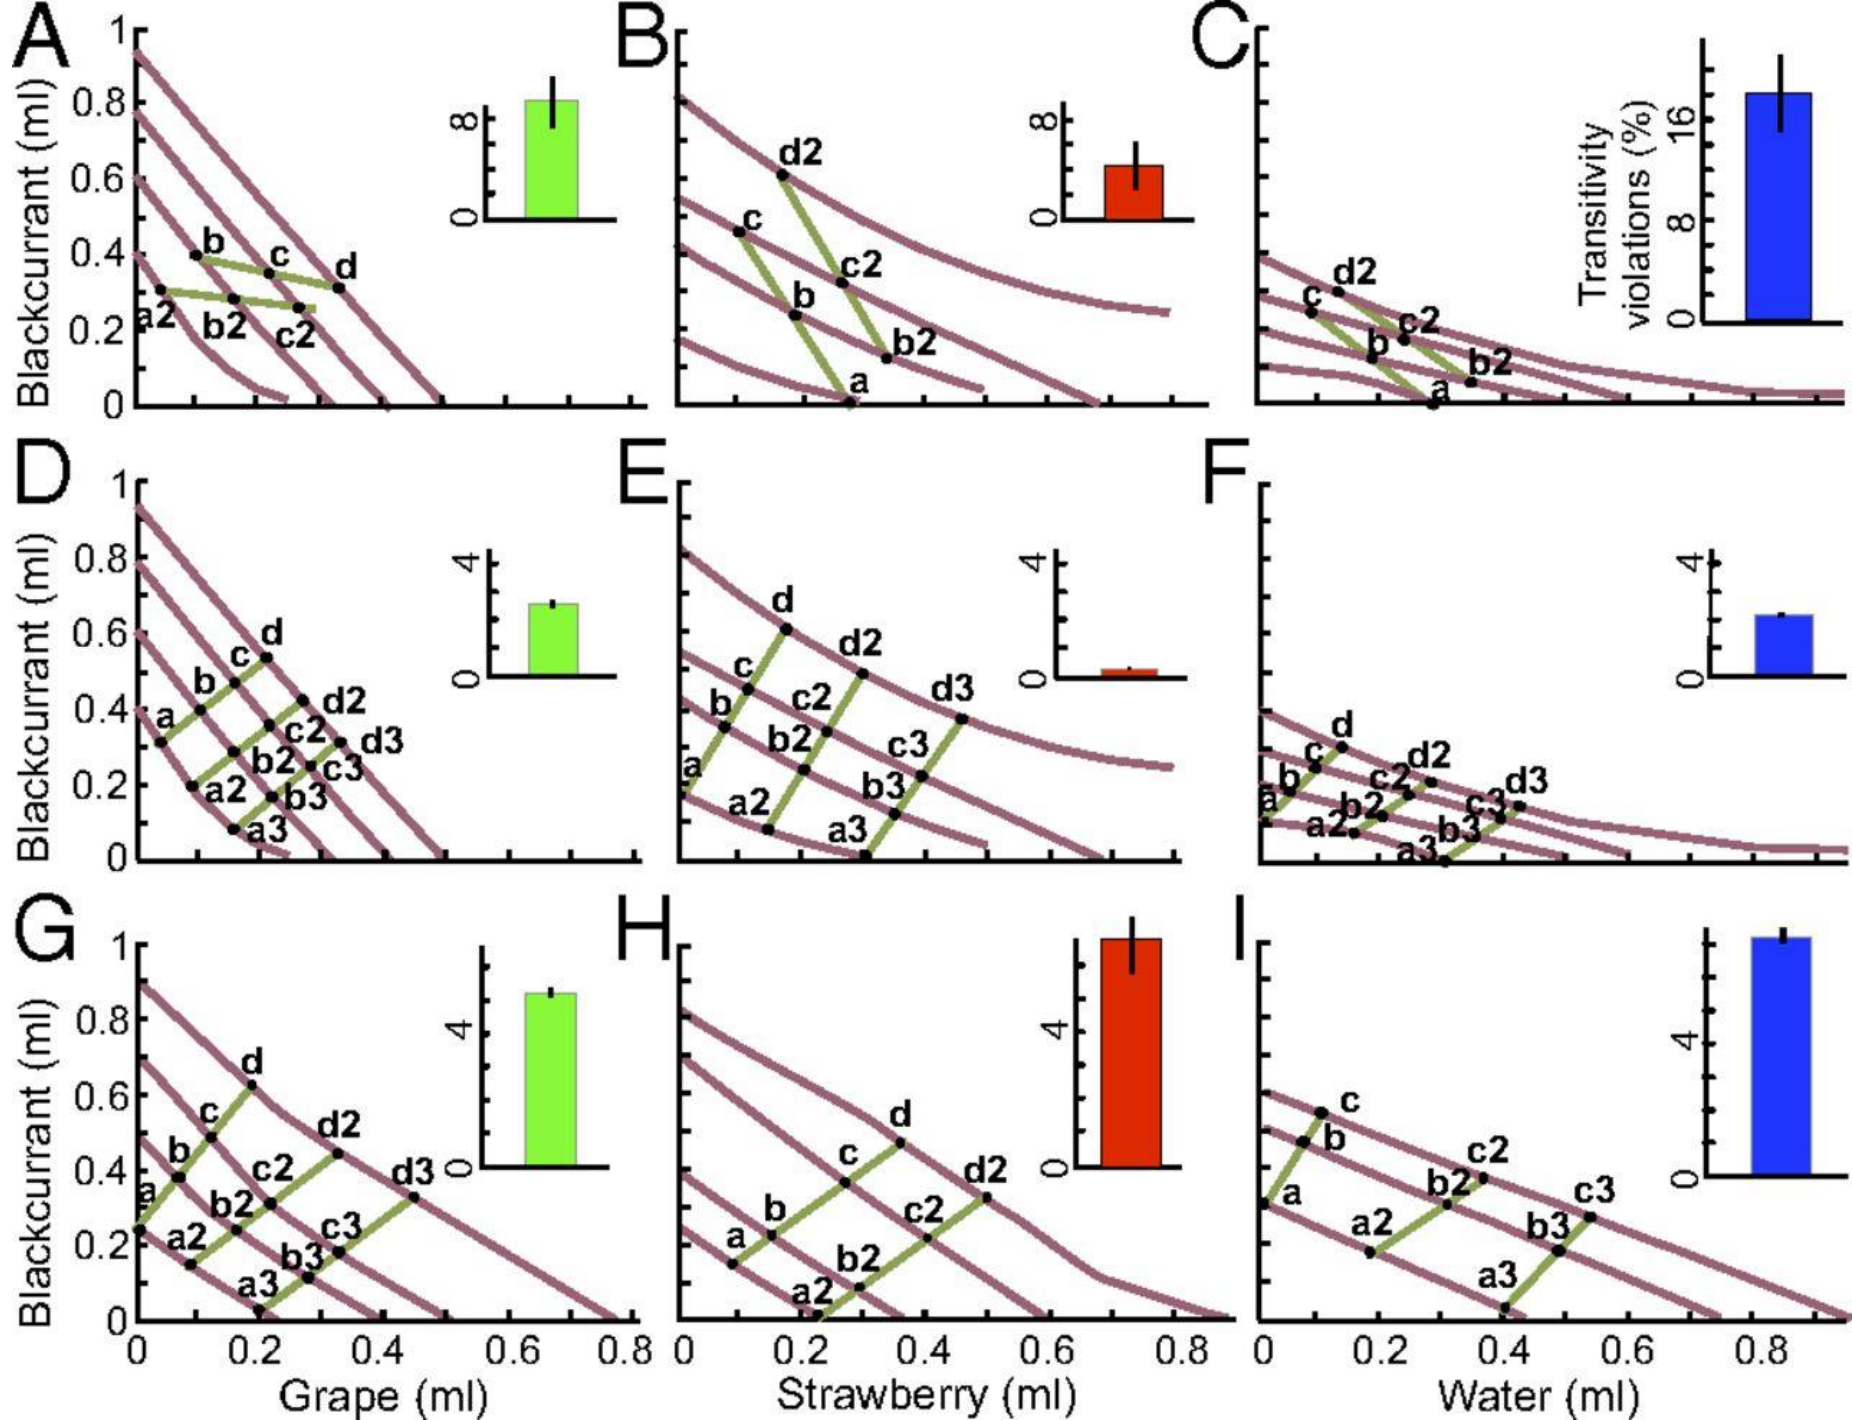 A
B
C
1
0.8
0.6
0.4
0.2
0
Blackcurrant (ml)
8
0
b
c
d
a2
b2
c2
8
0
d2
c
c2
b
b2
a
Transitivity
violations (%)
16
8
0
d2
c
c2
b
b2
a
D
E
F
1
0.8
0.6
0.4
0.2
0
Blackcurrant (ml)
4
0
d
c
b
d2
a
c2
d3
b2
c3
a2
b3
a3
4
0
d
d2
c
d3
b
c2
b2
c3
a
a2
b3
a3
4
0
d
c
d2
b
c2
d3
a
b2
c3
a2
b3
a3
G
H
I
1
0.8
0.6
0.4
0.2
0
Blackcurrant (ml)
4
0
d
c
d2
b
c2
d3
a
b2
c3
a2
b3
a3
4
0
d
c
d2
b
c2
a
b2
a2
4
0
c
b
c2
a
b2
c3
a2
b3
a3
0 0.2 0.4 0.6 0.8
0 0.2 0.4 0.6 0.8
0 0.2 0.4 0.6 0.8
Grape (ml)
Strawberry (ml)
Water (ml)